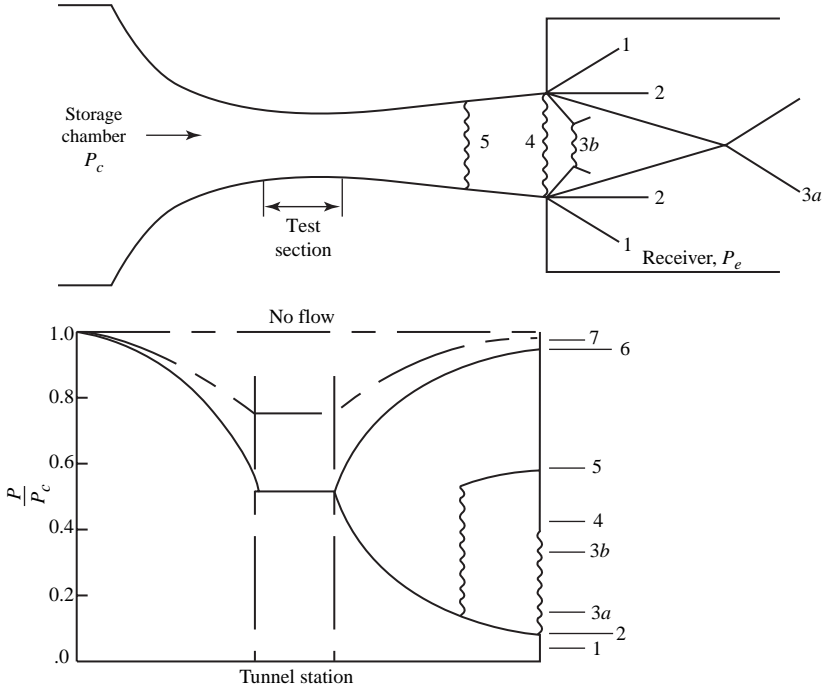 1
2
Storage
chamber
P_c
5
4
3b
3a
2
Test
section
1
Receiver, P_e
No flow
1.0
7
6
0.8
0.6
5
P
P_c
4
0.4
3b
0.2
3a
2
1
.0
Tunnel station